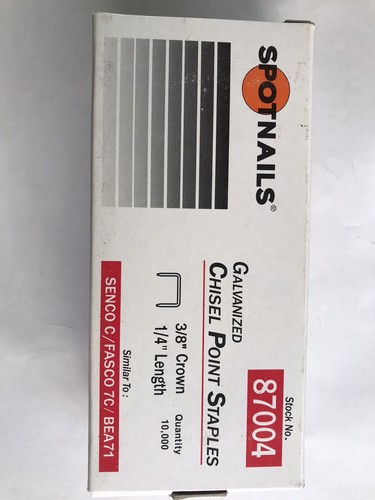 SPOTNAILS®
GALVANIZED
CHISEL POINT STAPLES
3/8" Crown
1/4" Length
Quantity
10,000
Stock No.
87004
Similar To:
SENCO C/FASCO 7C/BEA71